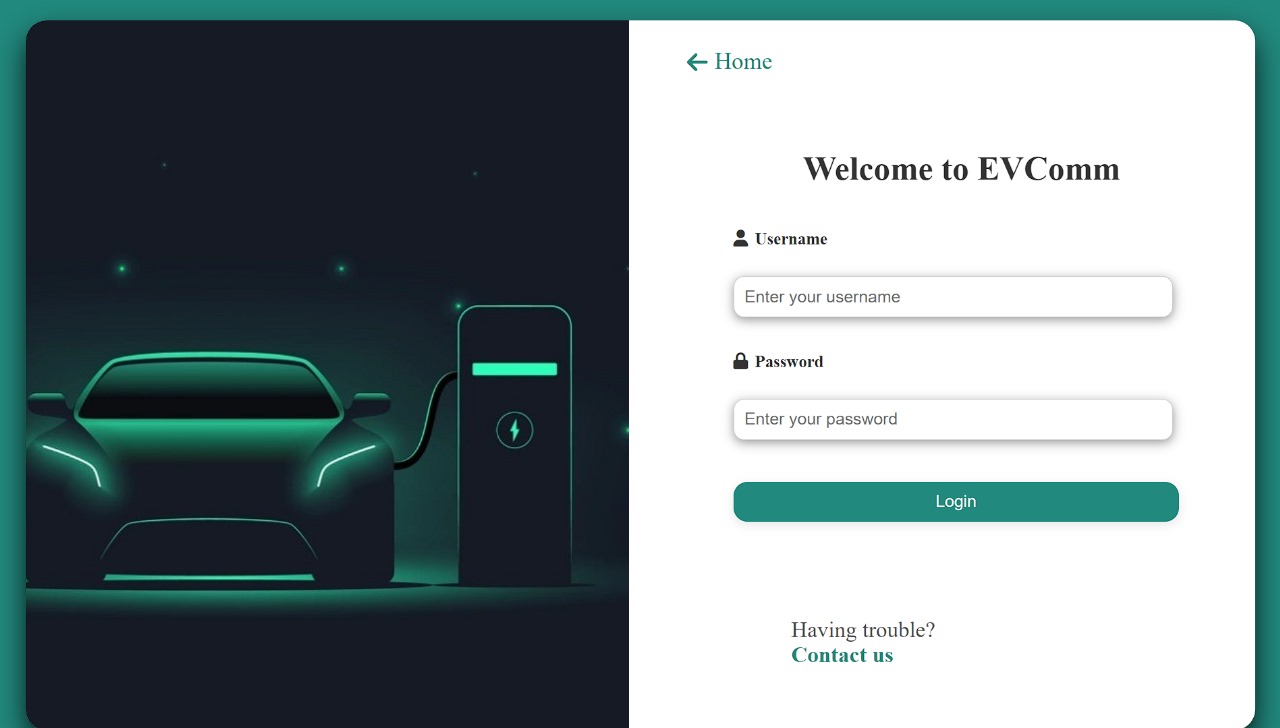 Home
Welcome to EVComm
Username
Enter your username
Password
Enter your password
Login
Having trouble?
Contact us